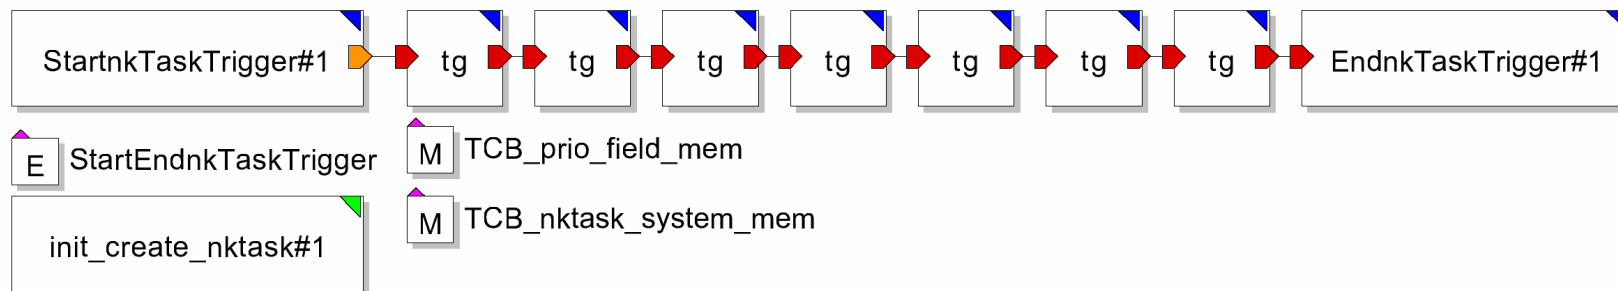 StartnkTaskTrigger#1 tg tg tg tg tg tg tg EndnkTaskTrigger#1
E StartEndnkTaskTrigger
M TCB_prio_field_mem
M TCB_nktask_system_mem
init_create_nktask#1